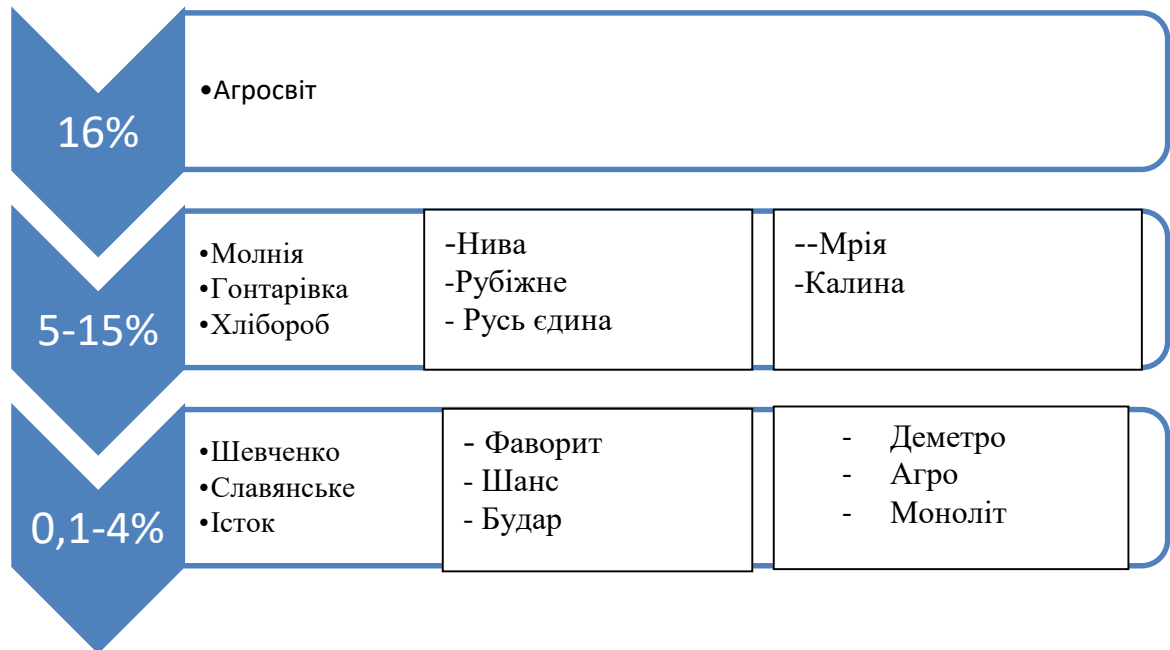 16%
•Агросвіт
5-15%
•Молнія
•Гонтарівка
•Хлібороб
-Нива
-Рубіжне
- Русь єдина
--Мрія
-Калина
0,1-4%
•Шевченко
•Славянське
•Істок
- Фаворит
- Шанс
- Будар
- Деметро
- Агро
- Моноліт